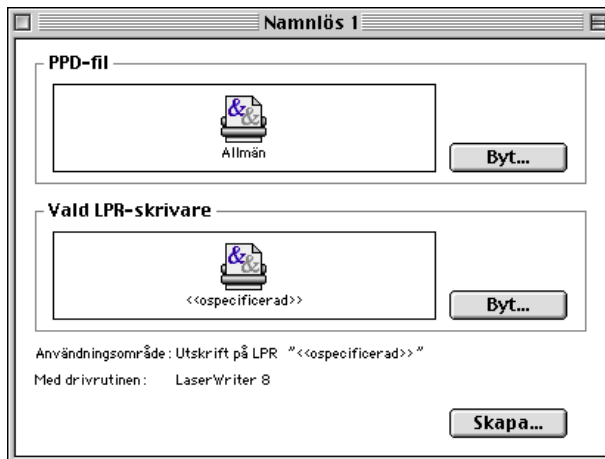 Namnlös 1
PPD-fil
Allmän
Byt...
Vald LPR-skrivare
<<ospecificerad>>
Byt...
Användningsområde: Utskrift på LPR "<<ospecificerad>>"
Med drivrutinen: LaserWriter 8
Skapa...